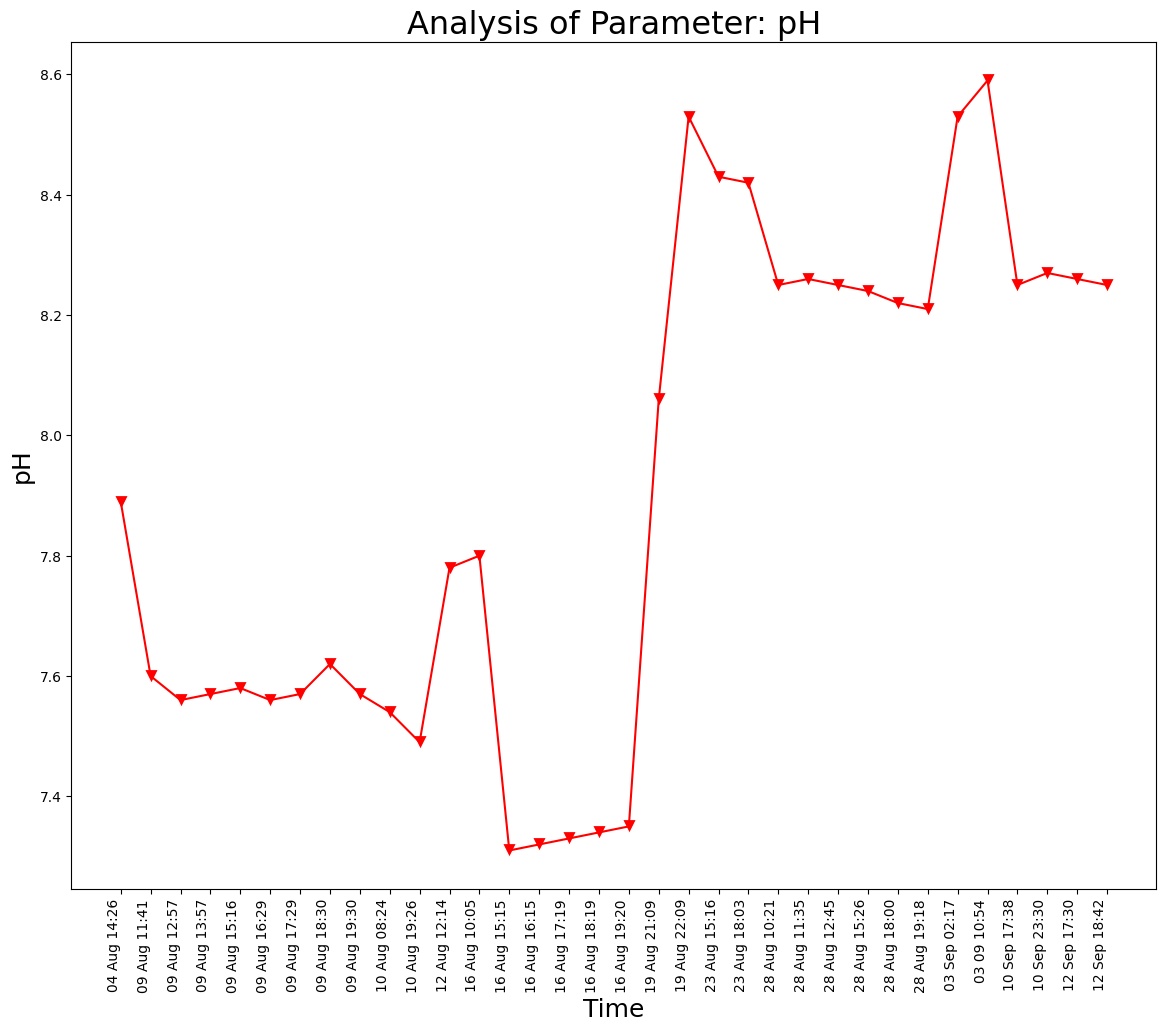 Analysis of Parameter: pH
8.6
8.4
8.2
8.0
7.8
7.6
7.4
pH
04 Aug 14:26
09 Aug 11:41
09 Aug 12:57
09 Aug 13:57
09 Aug 15:16
09 Aug 16:29
09 Aug 17:29
09 Aug 18:30
09 Aug 19:30
10 Aug 08:24
10 Aug 19:26
12 Aug 12:14
16 Aug 10:05
16 Aug 15:15
16 Aug 16:15
16 Aug 17:19
16 Aug 18:19
16 Aug 19:20
19 Aug 21:09
19 Aug 22:09
23 Aug 15:16
23 Aug 18:03
28 Aug 10:21
28 Aug 11:35
28 Aug 12:45
28 Aug 15:26
28 Aug 18:00
28 Aug 19:18
03 Sep 02:17
03 09 10:54
10 Sep 17:38
10 Sep 23:30
12 Sep 17:30
12 Sep 18:42
Time